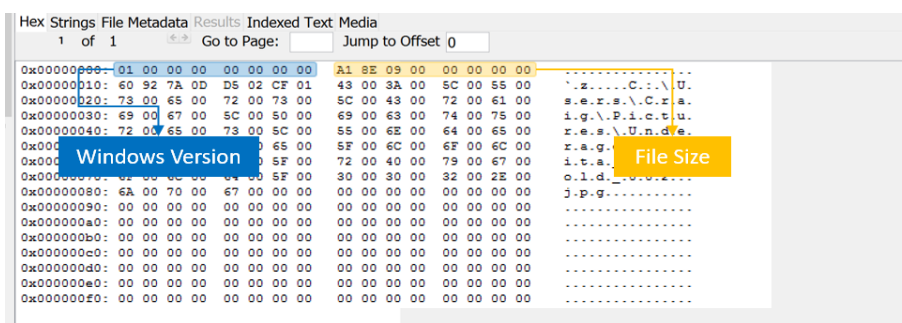 Hex Strings File Metadata Results Indexed Text Media
1 of 1 Go to Page: Jump to Offset 0
0x00000000: 01 00 00 00 00 00 00 00 A1 8E 09 00 00 00 00 00 ................
0x00000010: 60 92 7A 0D D5 02 CF 01 43 00 3A 00 5C 00 55 00 `.z.....C.:.\.U.
0x00000020: 73 00 65 00 72 00 73 00 5C 00 43 00 72 00 61 00 s.e.r.s.\.C.r.a.
0x00000030: 69 00 67 00 5C 00 50 00 69 00 63 00 74 00 75 00 i.g.\.P.i.c.t.u.
0x00000040: 72 00 65 00 73 00 5C 00 55 00 6E 00 64 00 65 00 r.e.s.\.U.n.d.e.
65 00 5F 00 6C 00 6F 00 6C 00 r.a.g
Windows Version
File Size
5F 00 72 00 40 00 79 00 67 00 i.t.a.
5F 00 30 00 30 00 32 00 2E 00 o.l.d._.0.0.2...
0x00000080: 6A 00 70 00 67 00 00 00 00 00 00 00 00 00 00 00 j.p.g...........
0x00000090: 00 00 00 00 00 00 00 00 00 00 00 00 00 00 00 00 ................
0x000000a0: 00 00 00 00 00 00 00 00 00 00 00 00 00 00 00 00 ................
0x000000b0: 00 00 00 00 00 00 00 00 00 00 00 00 00 00 00 00 ................
0x000000c0: 00 00 00 00 00 00 00 00 00 00 00 00 00 00 00 00 ................
0x000000d0: 00 00 00 00 00 00 00 00 00 00 00 00 00 00 00 00 ................
0x000000e0: 00 00 00 00 00 00 00 00 00 00 00 00 00 00 00 00 ................
0x000000f0: 00 00 00 00 00 00 00 00 00 00 00 00 00 00 00 00 ................